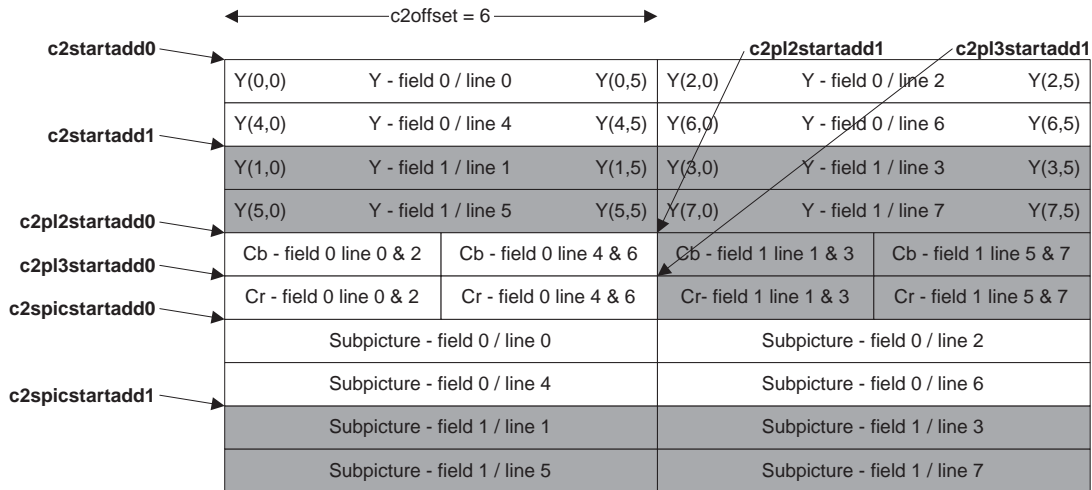 c2offset = 6
c2startadd0
c2pl2startadd1
c2pl3startadd1
Y(0,0) Y - field 0 / line 0 Y(0,5) Y(2,0) Y - field 0 / line 2 Y(2,5)
c2startadd1
Y(4,0) Y - field 0 / line 4 Y(4,5) Y(6,0) Y - field 0 / line 6 Y(6,5)
Y(1,0) Y - field 1 / line 1 Y(1,5) Y(3,0) Y - field 1 / line 3 Y(3,5)
c2pl2startadd0
Y(5,0) Y - field 1 / line 5 Y(5,5) Y(7,0) Y - field 1 / line 7 Y(7,5)
c2pl3startadd0
Cb - field 0 line 0 & 2 Cb - field 0 line 4 & 6 Cb - field 1 line 1 & 3 Cb - field 1 line 5 & 7
c2spicstartadd0
Cr - field 0 line 0 & 2 Cr - field 0 line 4 & 6 Cr- field 1 line 1 & 3 Cr - field 1 line 5 & 7
Subpicture - field 0 / line 0 Subpicture - field 0 / line 2
c2spicstartadd1
Subpicture - field 0 / line 4 Subpicture - field 0 / line 6
Subpicture - field 1 / line 1 Subpicture - field 1 / line 3
Subpicture - field 1 / line 5 Subpicture - field 1 / line 7